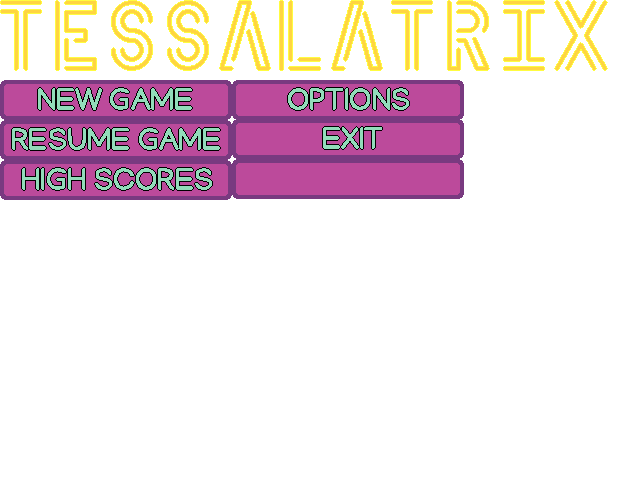 TESSALATRIX
NEW GAME
OPTIONS
RESUME GAME
EXIT
HIGH SCORES